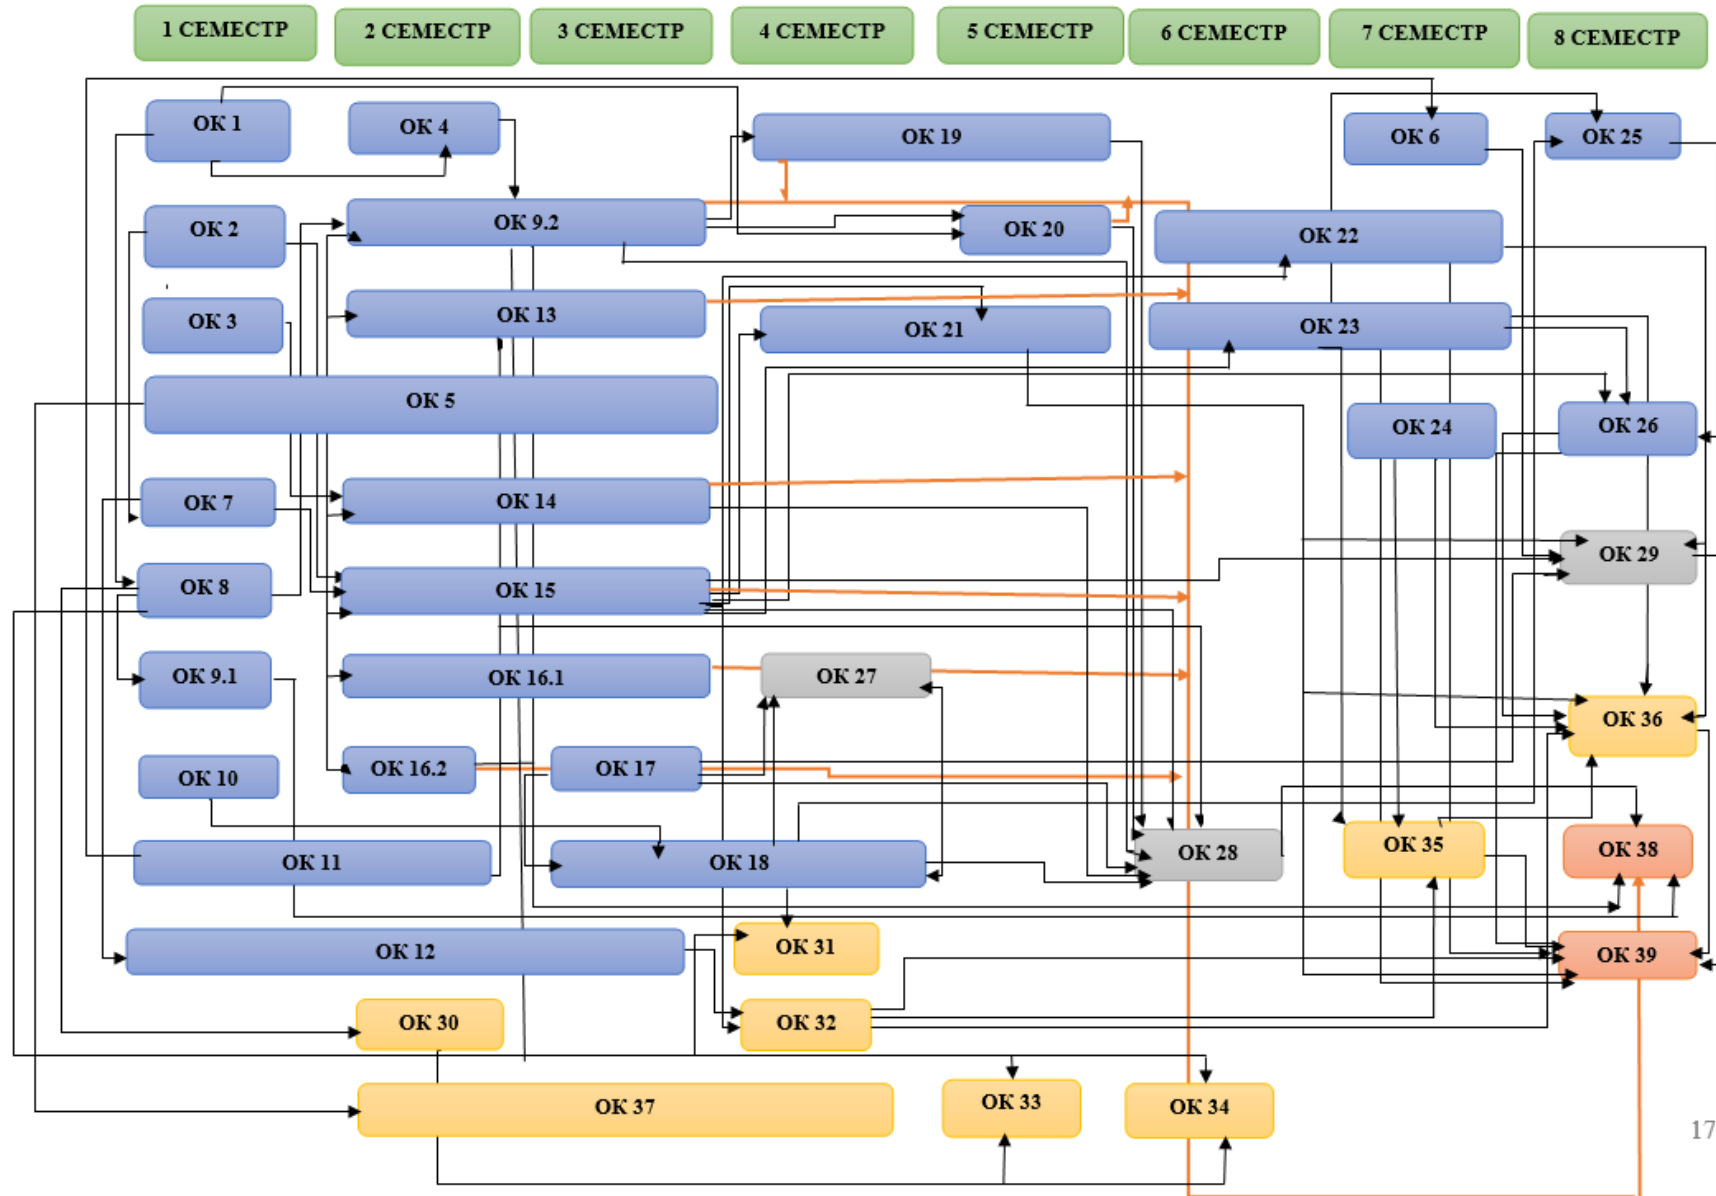 1 СЕМЕСТР 2 СЕМЕСТР 3 СЕМЕСТР 4 СЕМЕСТР 5 СЕМЕСТР 6 СЕМЕСТР 7 СЕМЕСТР 8 СЕМЕСТР
ОК 1
ОК 4
ОК 19
ОК 6
ОК 25
ОК 2
ОК 9.2
ОК 20
ОК 22
ОК 3
ОК 13
ОК 21
ОК 23
ОК 5
ОК 24
ОК 26
ОК 7
ОК 14
ОК 29
ОК 8
ОК 15
ОК 9.1
ОК 16.1
ОК 27
ОК 36
ОК 10
ОК 16.2
ОК 17
ОК 11
ОК 18
ОК 28
ОК 35
ОК 38
ОК 12
ОК 31
ОК 39
ОК 30
ОК 32
ОК 37
ОК 33
ОК 34
17